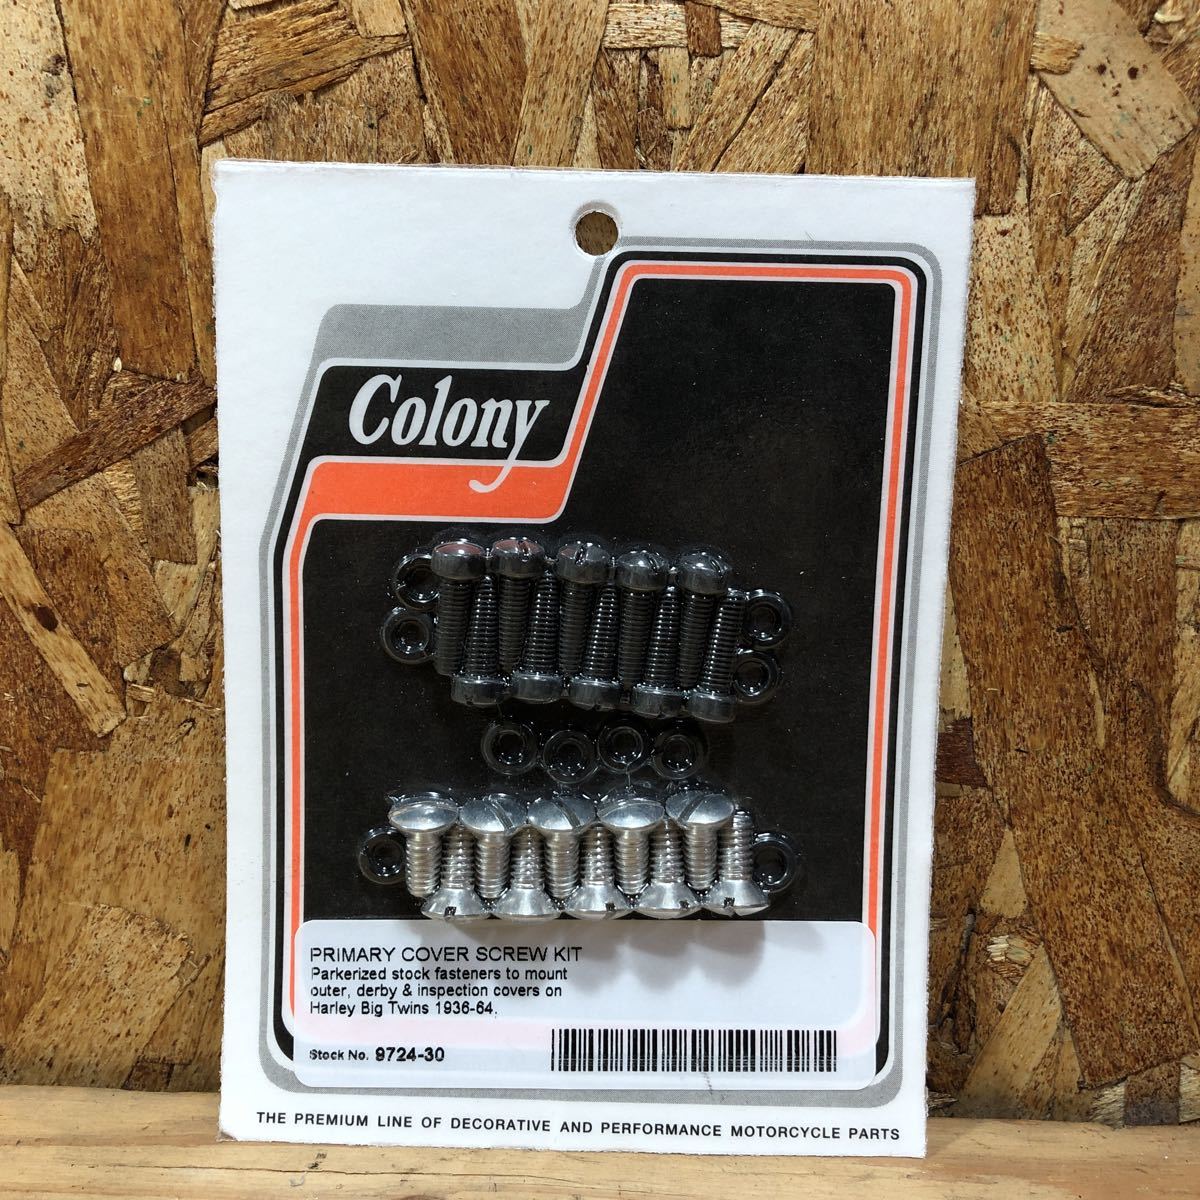 Colony
PRIMARY COVER SCREW KIT
Parkerized stock fasteners to mount
outer, derby & inspection covers on
Harley Big Twins 1936-64.
Stock No. 9724-30
THE PREMIUM LINE OF DECORATIVE AND PERFORMANCE MOTORCYCLE PARTS